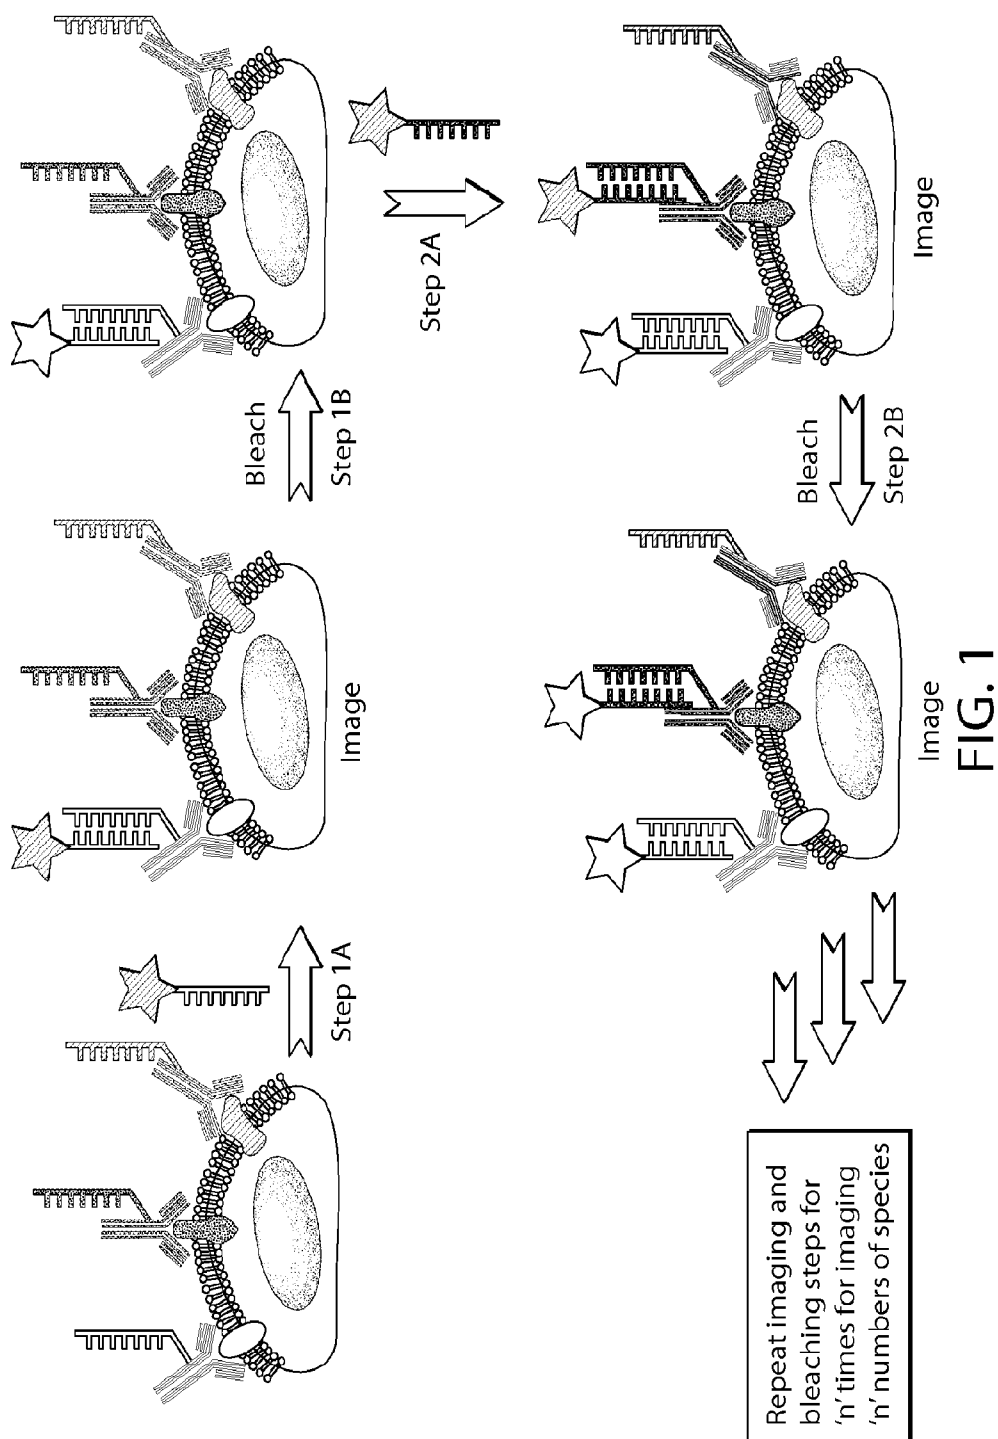 Step 1A
Image
Bleach
Step 1B
Step 2A
Image
Bleach
Step 2B
Image
Repeat imaging and
bleaching steps for
'n' times for imaging
'n' numbers of species
FIG. 1